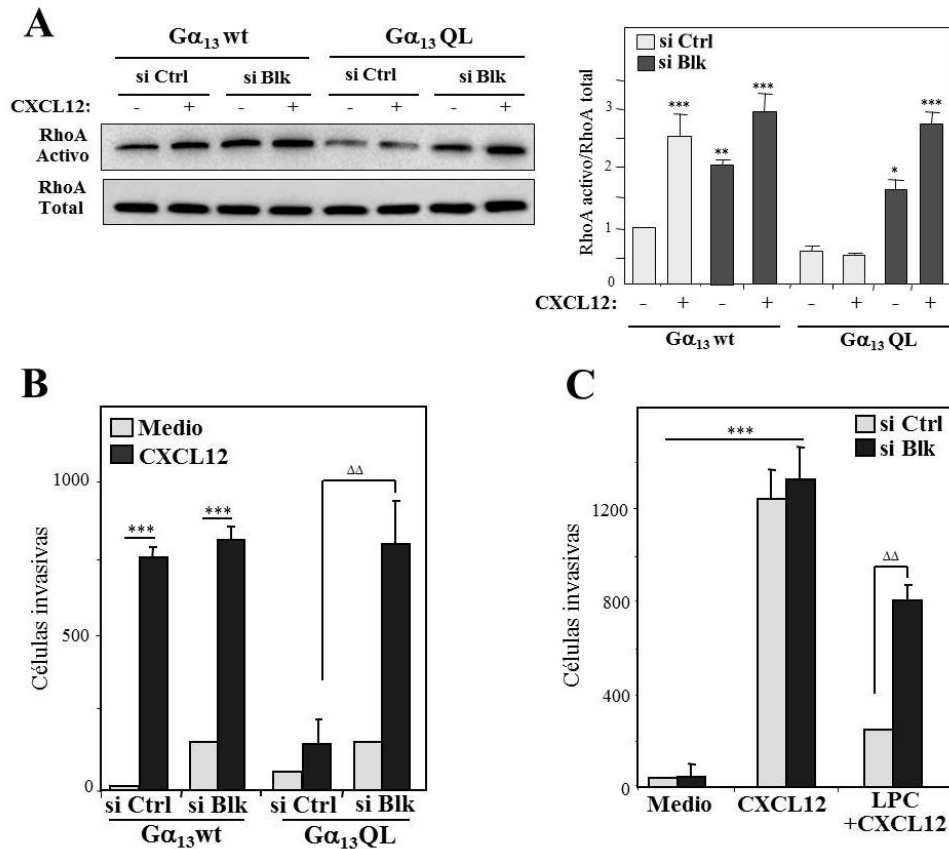 A
Gα13 wt Gα13 QL
si Ctrl si Blk si Ctrl si Blk
CXCL12: - + - + - + - +
RhoA
Activo
RhoA
Total
si Ctrl
si Blk
RhoA activo/RhoA total
3
2
1
0
*** ** *** * ***
CXCL12: - + - + - + - +
Gα13 wt Gα13 QL
B
Medio
CXCL12
Células invasivas
1000
500
0
*** *** ΔΔ
si Ctrl si Blk si Ctrl si Blk
Gα13wt Gα13QL
C
si Ctrl
si Blk
Células invasivas
1200
800
400
0
*** ΔΔ
Medio CXCL12 LPC
+CXCL12